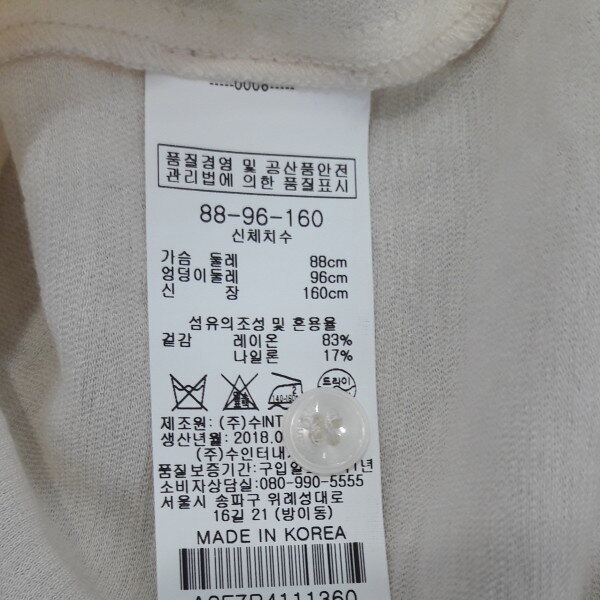 -----0006-----
품질경영 및 공산품안전
관리법에 의한 품질표시
88-96-160
신체치수
가슴 둘레 88cm
엉덩이둘레 96cm
신 장 160cm
섬유의조성 및 혼용율
겉감 레이온 83%
나일론 17%
드라이
제조원: (주)수INT
생산년월: 2018.0
(주)수인터내
품질보증기간: 구입일 1년
소비자상담실: 080-990-5555
서울시 송파구 위례성대로
16길 21 (방이동)
MADE IN KOREA